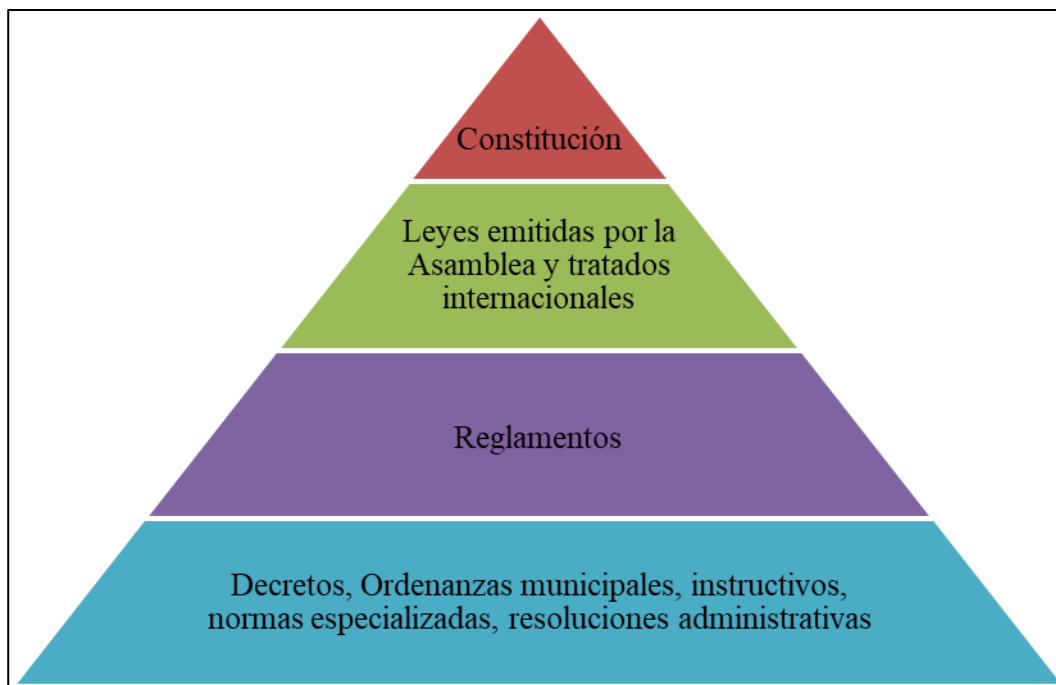 Constitución
Leyes emitidas por la
Asamblea y tratados
internacionales
Reglamentos
Decretos, Ordenanzas municipales, instructivos,
normas especializadas, resoluciones administrativas